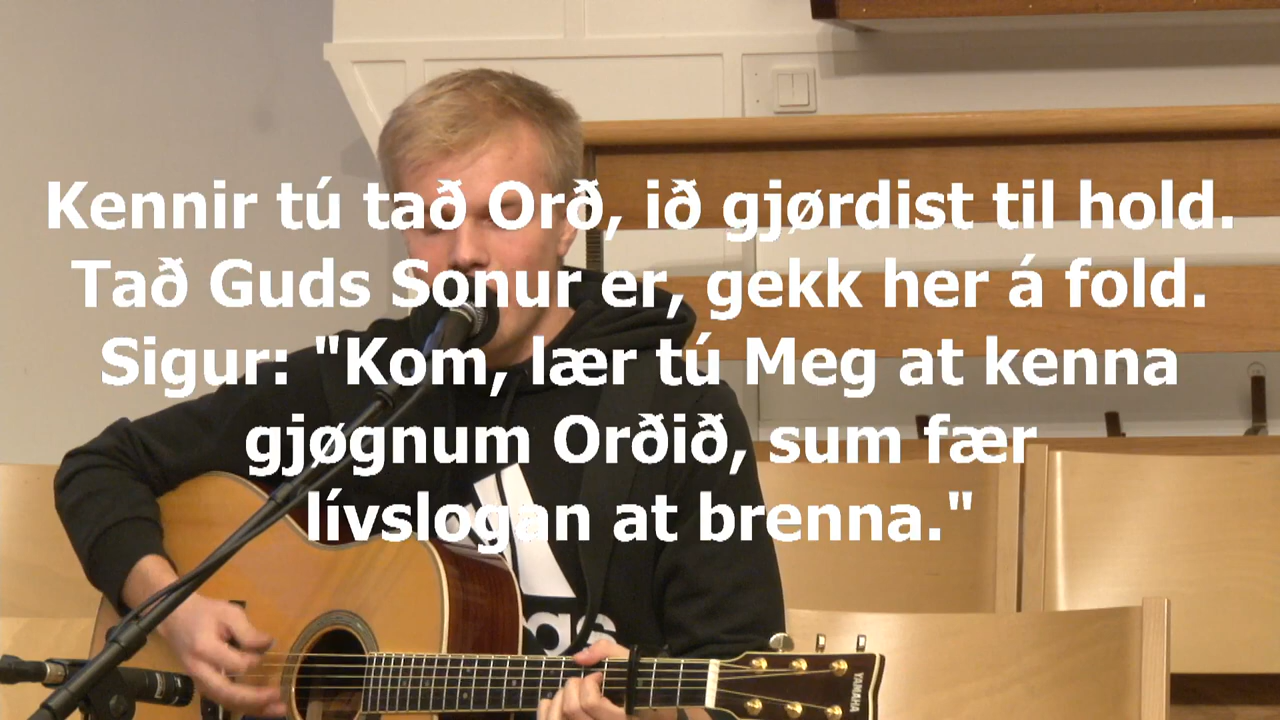 Kennir tú tað Orð, ið gjørdist til hold.
Tað Guds Sonur er, gekk her á fold.
Sigur: "Kom, lær tú Meg at kenna
gjøgnum Orðið, sum fær
lívslogan at brenna."
YAMAHA